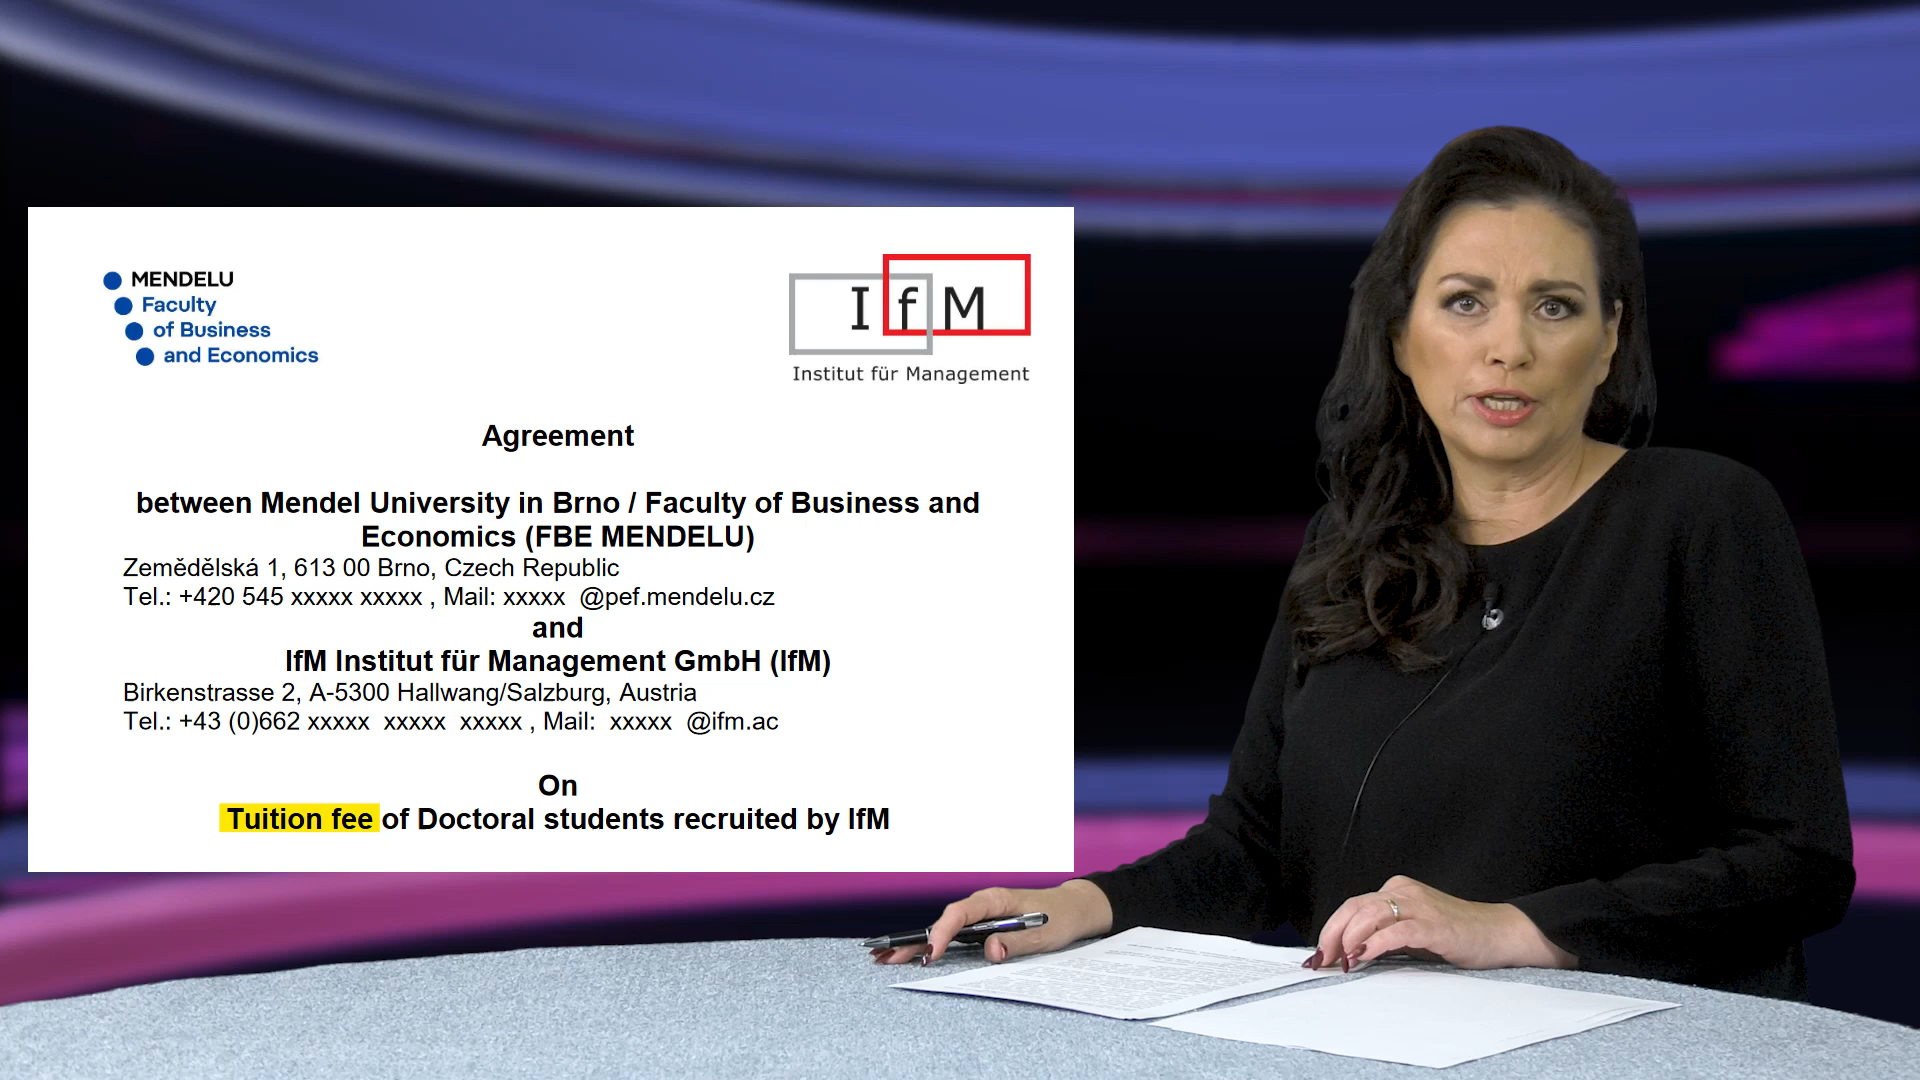 MENDELU
Faculty
of Business
and Economics
IfM
Institut für Management
Agreement
between Mendel University in Brno / Faculty of Business and
Economics (FBE MENDELU)
Zemědělská 1, 613 00 Brno, Czech Republic
Tel.: +420 545 xxxxx xxxxx , Mail: xxxxx @pef.mendelu.cz
and
IfM Institut für Management GmbH (IfM)
Birkenstrasse 2, A-5300 Hallwang/Salzburg, Austria
Tel.: +43 (0)662 xxxxx xxxxx xxxxx , Mail: xxxxx @ifm.ac
On
Tuition fee of Doctoral students recruited by IfM